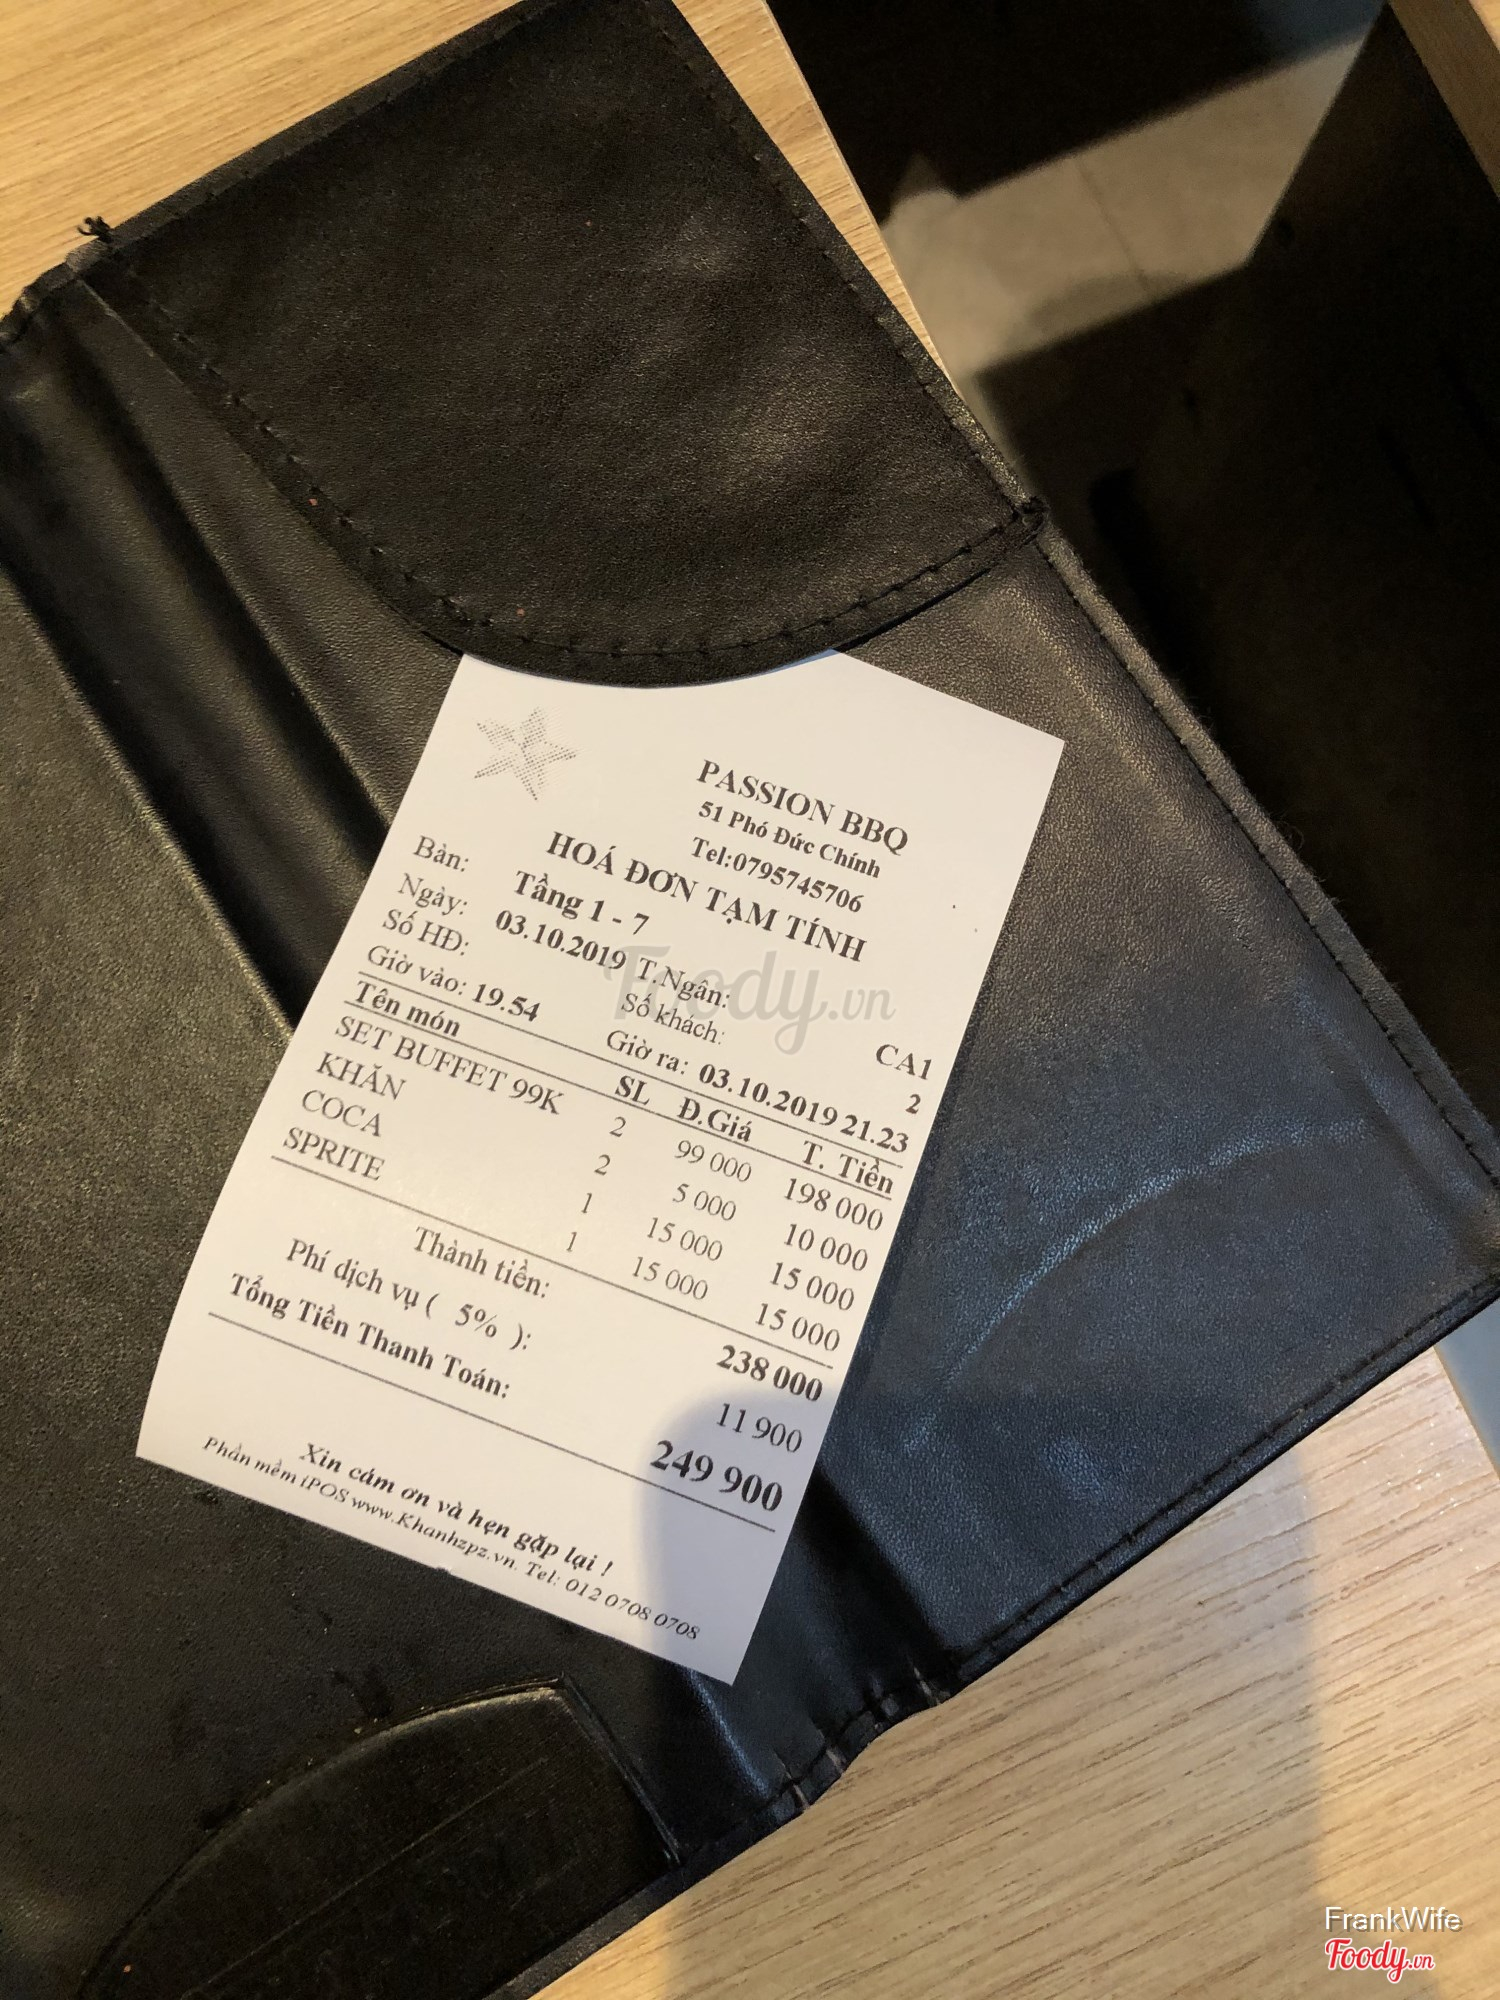 PASSION BBQ
51 Phó Đức Chính
Tel:0795745706
HOÁ ĐƠN TẠM TÍNH
Bàn: Tầng 1 - 7
Ngày: 03.10.2019 T.Ngân: CA1
Số HĐ: Số khách: 2
Giờ vào: 19.54 Giờ ra: 03.10.2019 21.23
Tên món SL Đ.Giá T. Tiền
SET BUFFET 99K 2 99 000 198 000
KHĂN 2 5 000 10 000
COCA 1 15 000 15 000
SPRITE 1 15 000 15 000
Thành tiền: 238 000
Phí dịch vụ ( 5% ): 11 900
Tổng Tiền Thanh Toán: 249 900
Xin cám ơn và hẹn gặp lại !
Phần mềm iPOS www.Khanhzpz.vn. Tel: 012 0708 0708
Foody.vn
FrankWife
Foody.vn